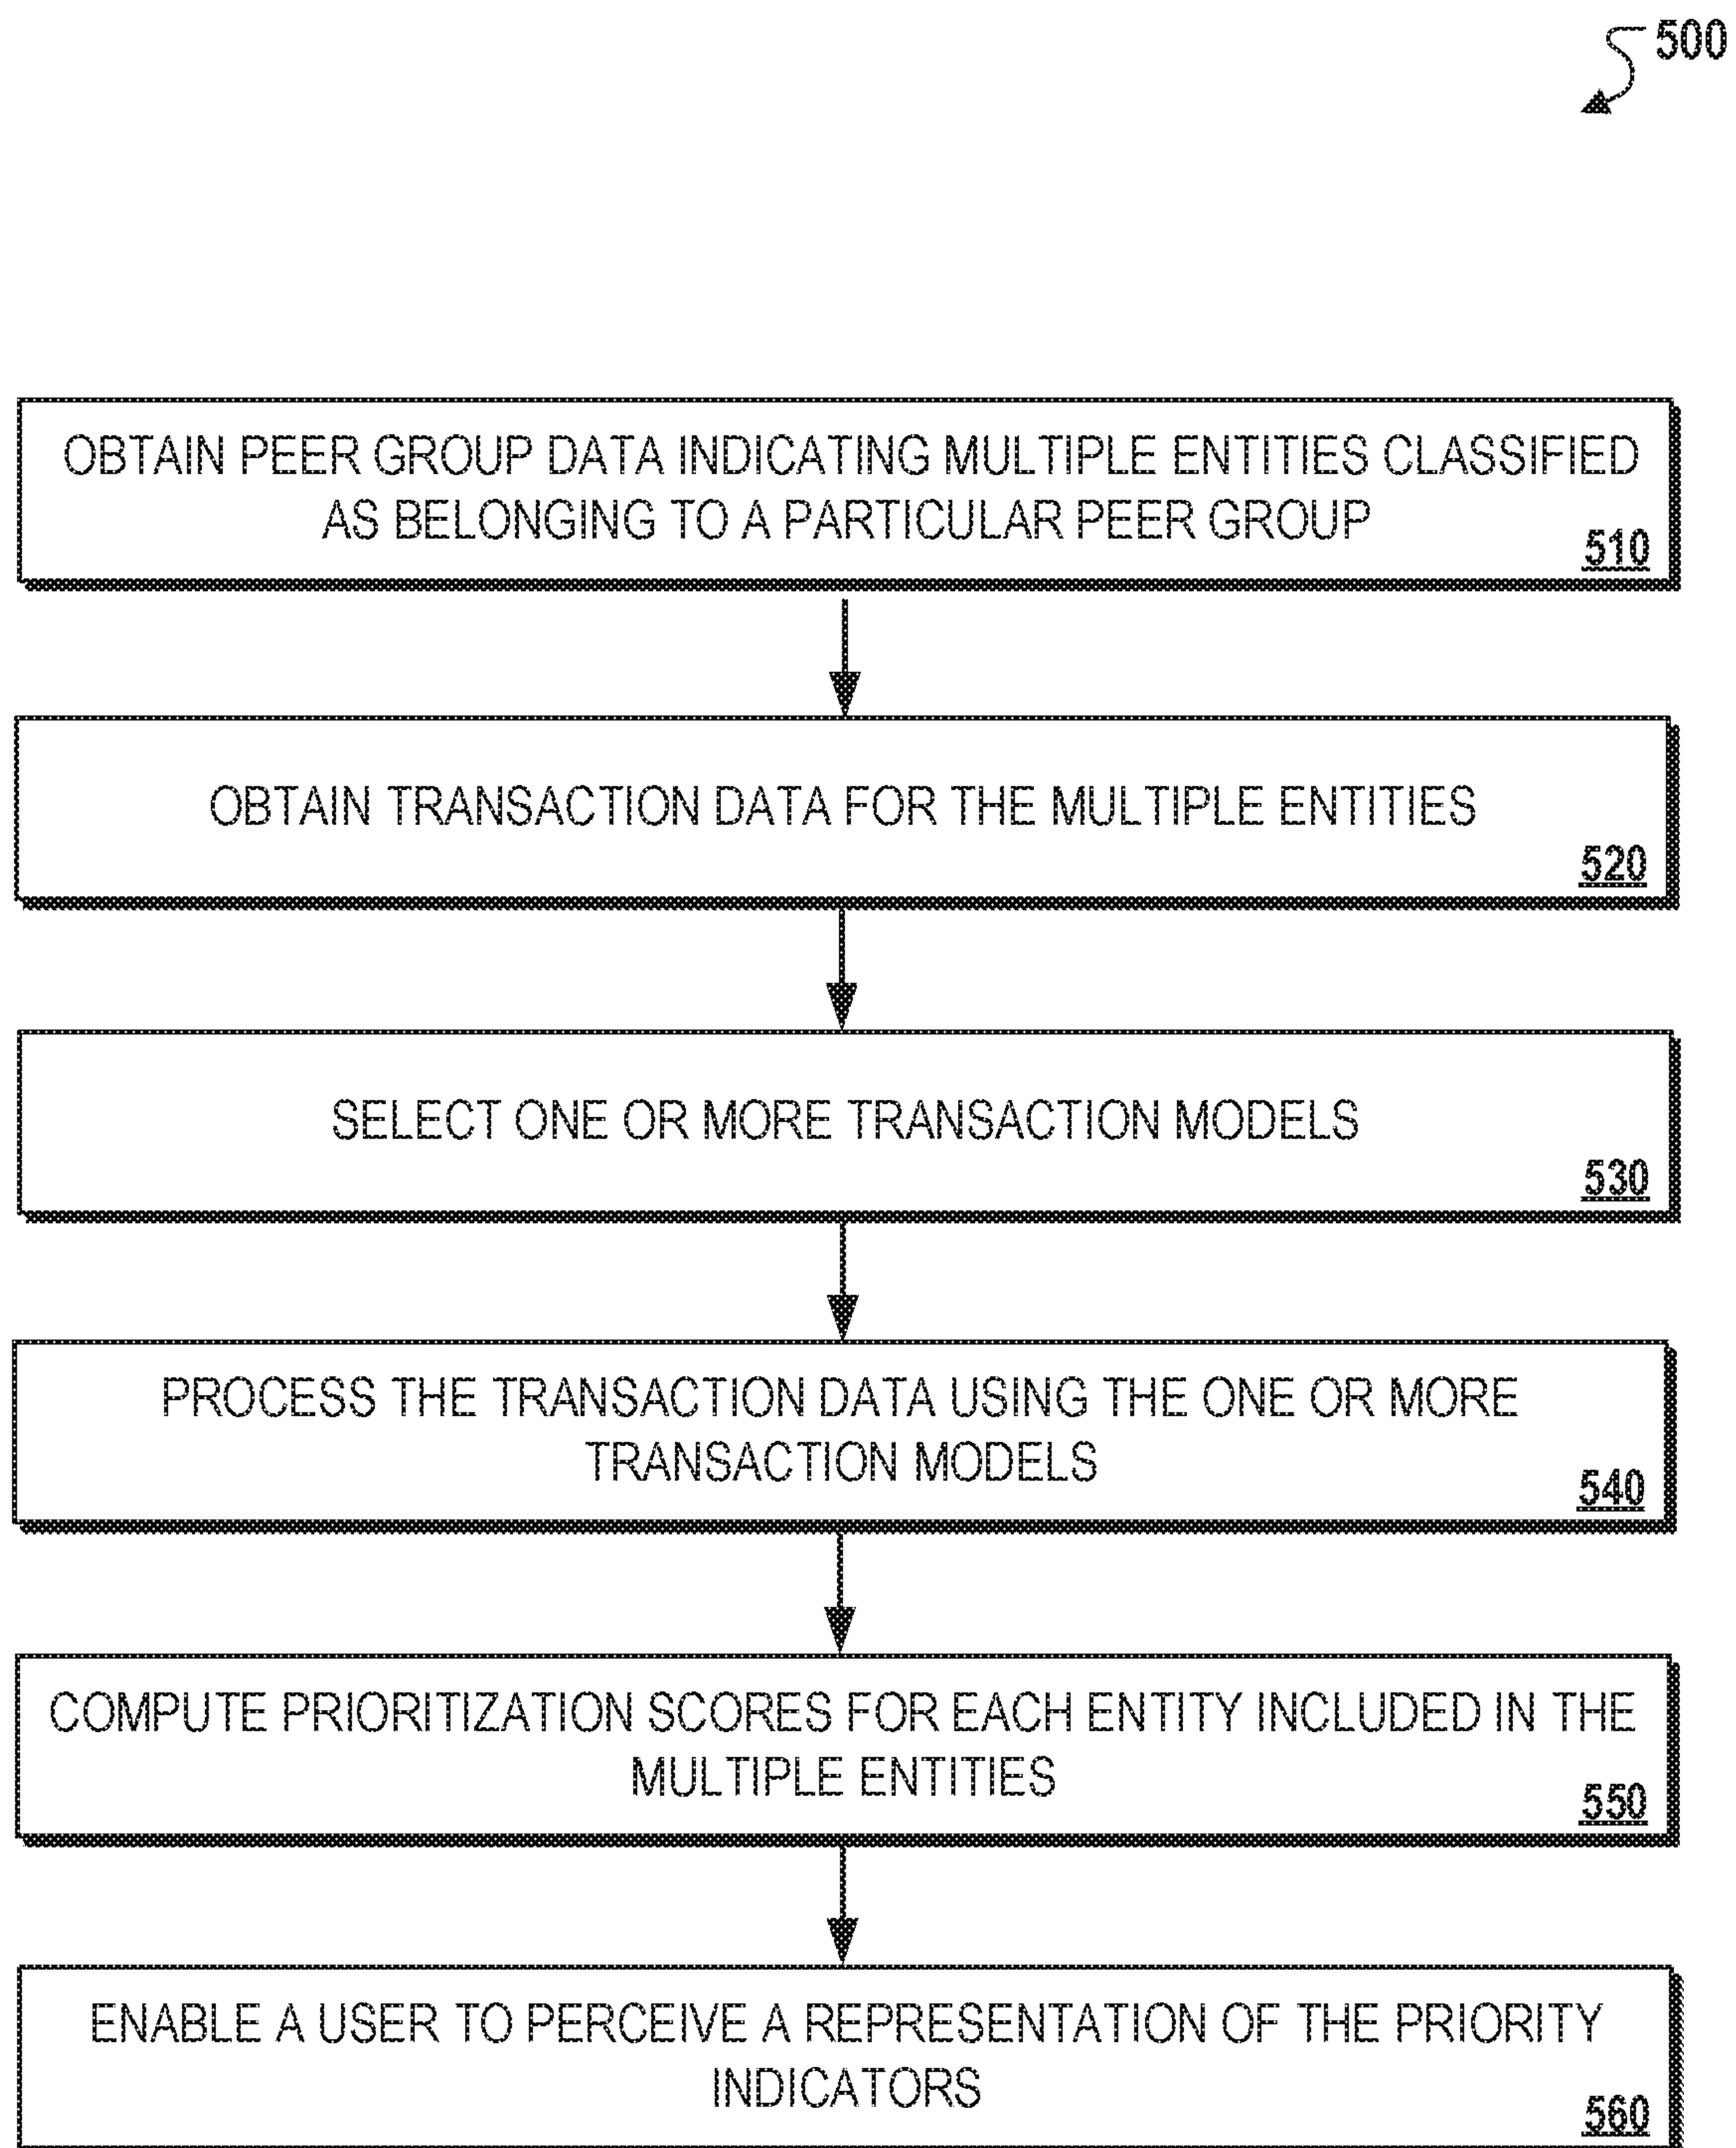 500
OBTAIN PEER GROUP DATA INDICATING MULTIPLE ENTITIES CLASSIFIED
AS BELONGING TO A PARTICULAR PEER GROUP
510
OBTAIN TRANSACTION DATA FOR THE MULTIPLE ENTITIES
520
SELECT ONE OR MORE TRANSACTION MODELS
530
PROCESS THE TRANSACTION DATA USING THE ONE OR MORE
TRANSACTION MODELS
540
COMPUTE PRIORITIZATION SCORES FOR EACH ENTITY INCLUDED IN THE
MULTIPLE ENTITIES
550
ENABLE A USER TO PERCEIVE A REPRESENTATION OF THE PRIORITY
INDICATORS
560